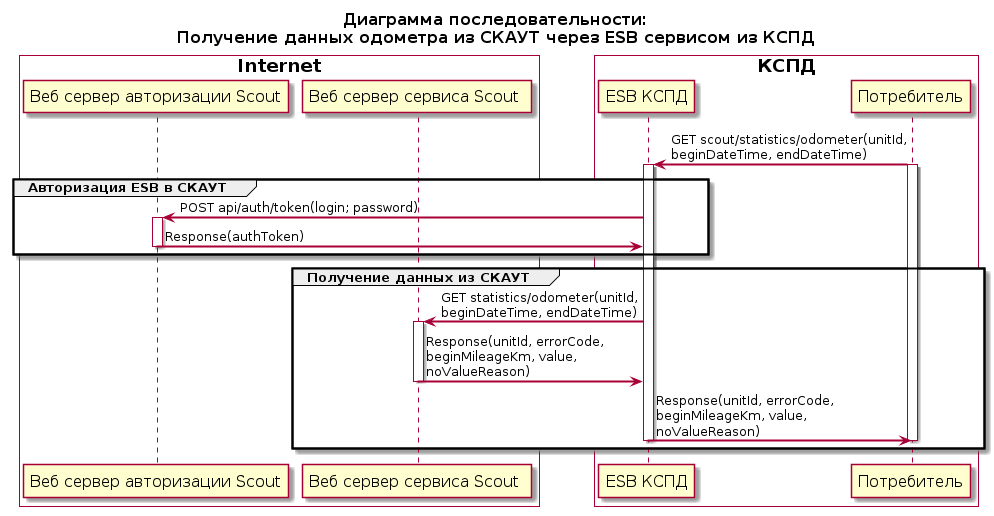 Диаграмма последовательности:
Получение данных одометра из СКАУТ через ESB сервисом из КСПД
Internet
КСПД
Веб сервер авторизации Scout
Веб сервер сервиса Scout
ESB КСПД
Потребитель
GET scout/statistics/odometer(unitId,
beginDateTime, endDateTime)
Авторизация ESB в СКАУТ
POST api/auth/token(login; password)
Response(authToken)
Получение данных из СКАУТ
GET statistics/odometer(unitId,
beginDateTime, endDateTime)
Response(unitId, errorCode,
beginMileageKm, value,
noValueReason)
Response(unitId, errorCode,
beginMileageKm, value,
noValueReason)
Веб сервер авторизации Scout
Веб сервер сервиса Scout
ESB КСПД
Потребитель